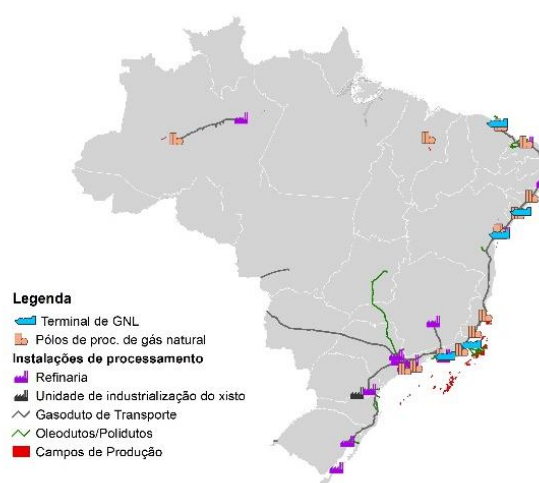 Legenda
Terminal de GNL
Pólos de proc. de gás natural
Instalações de processamento
Refinaria
Unidade de industrialização do xisto
Gasoduto de Transporte
Oleodutos/Polidutos
Campos de Produção